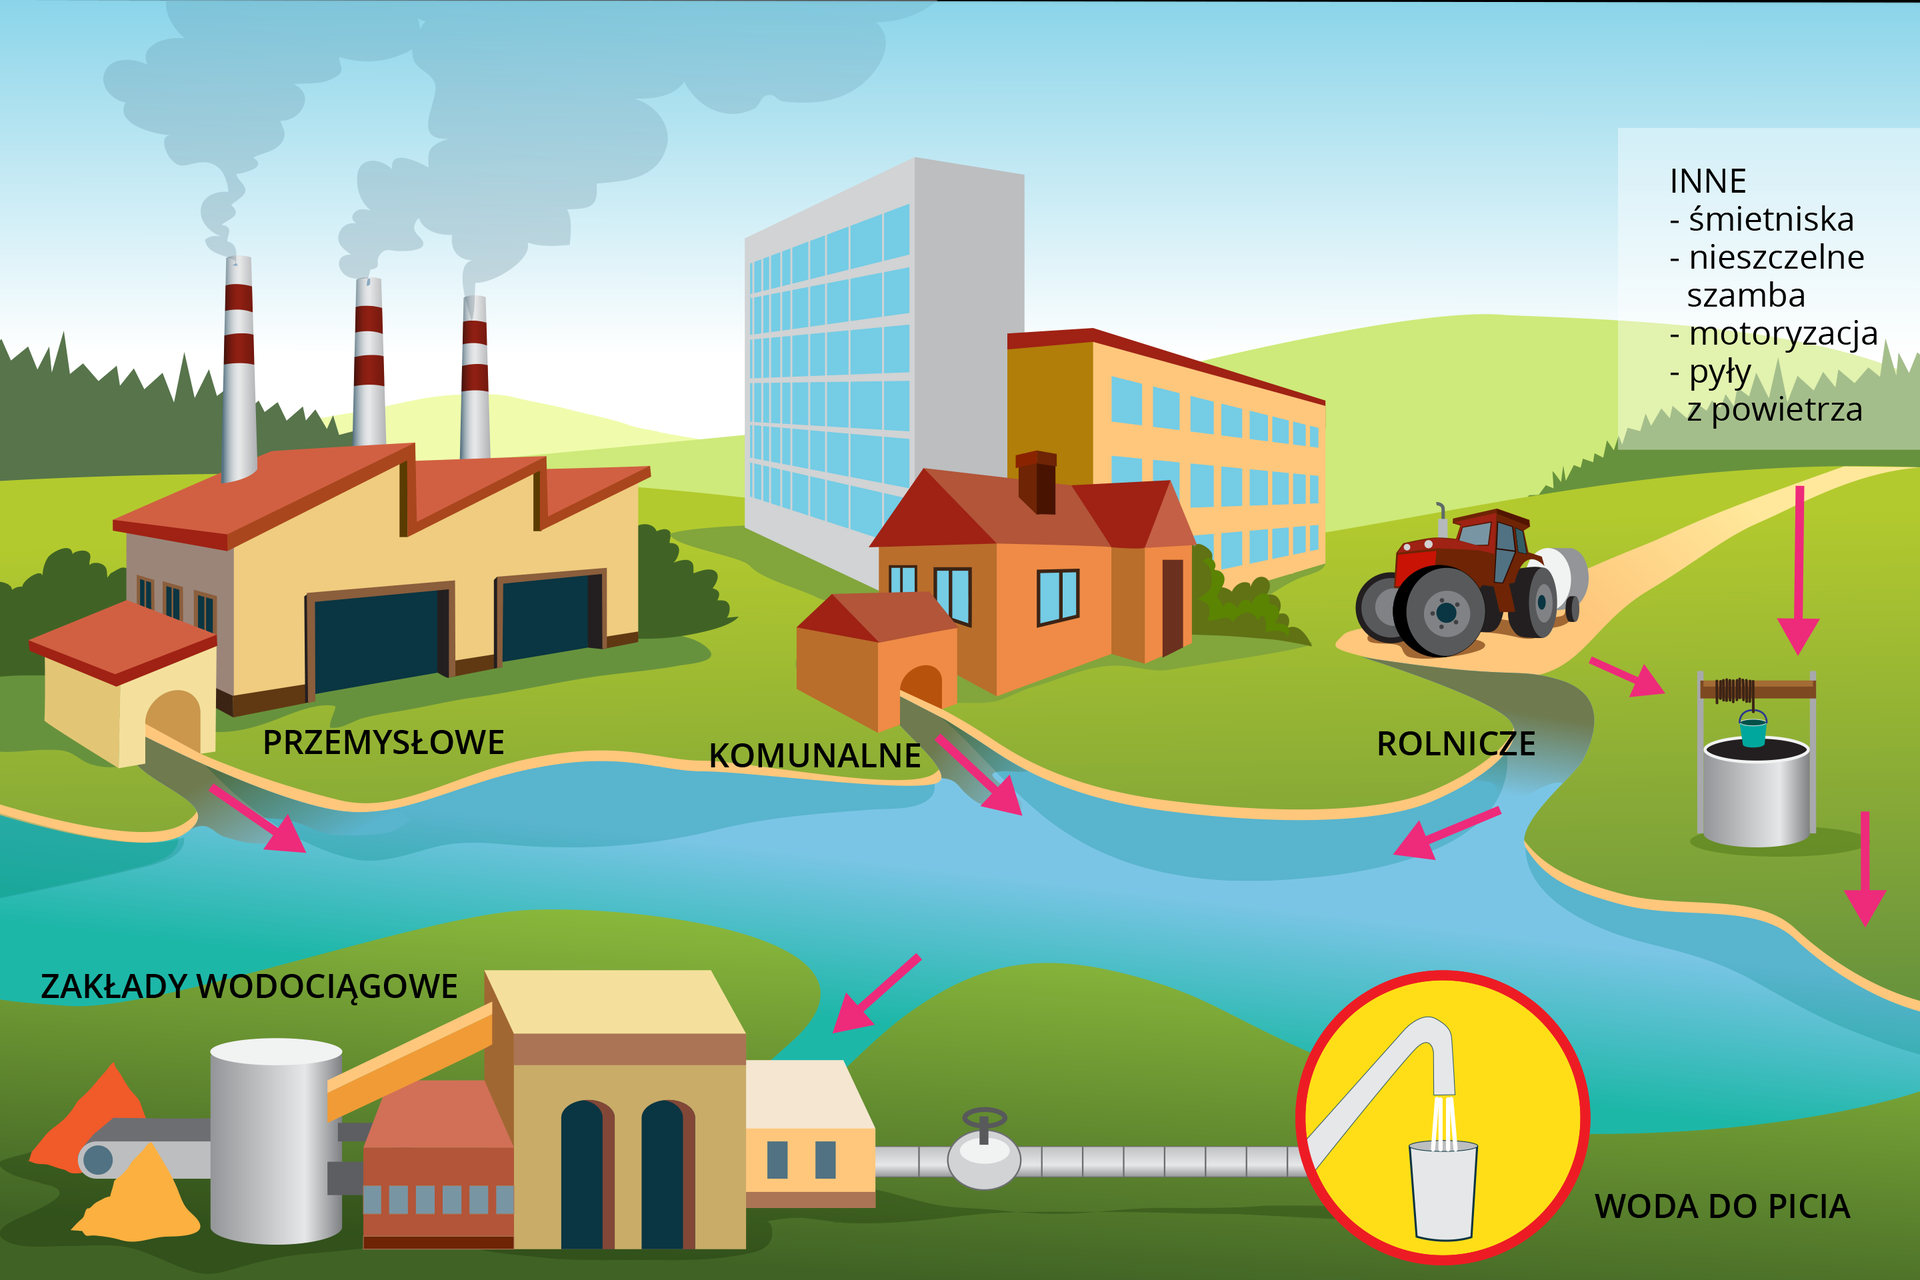 INNE
- śmietniska
- nieszczelne
szamba
- motoryzacja
- pyły
z powietrza
PRZEMYSŁOWE
KOMUNALNE
ROLNICZE
ZAKŁADY WODOCIĄGOWE
WODA DO PICIA